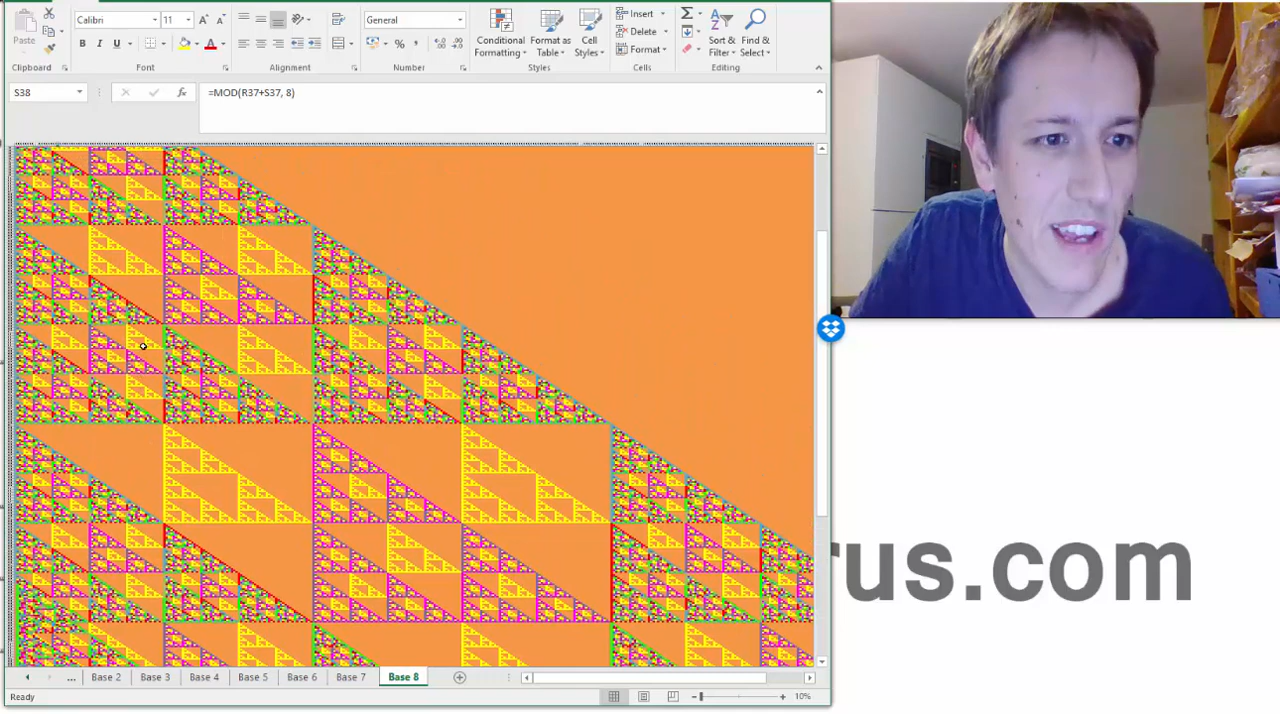 Calibri 11 General
Paste
B I U A % Conditional Format as Cell
Formatting Table Styles
Insert
Delete
Format
Sort & Find &
Filter Select
Clipboard Font Alignment Number Styles Cells Editing
S38 fx =MOD(R37+S37, 8)
rus.com
... Base 2 Base 3 Base 4 Base 5 Base 6 Base 7 Base 8
Ready 10%